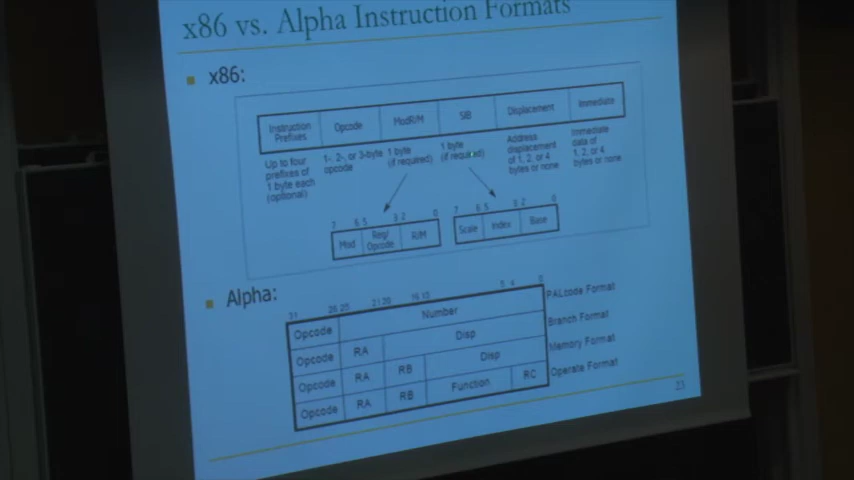 x86 vs. Alpha Instruction Formats
x86:
Instruction Prefixes Opcode ModR/M SIB Displacement Immediate
Up to four
prefixes of
1 byte each
(optional)
1-, 2-, or 3-byte
opcode
1 byte
(if required)
1 byte
(if required)
Address
displacement
of 1, 2, or 4
bytes or none
Immediate
data of
1, 2, or 4
bytes or none
7 6 5 3 2 0
Mod Reg/ Opcode R/M
7 6 5 3 2 0
Scale Index Base
Alpha:
31 26 25 21 20 16 15 5 4 0
Opcode Number PALcode Format
Opcode RA Disp Branch Format
Opcode RA RB Disp Memory Format
Opcode RA RB Function RC Operate Format